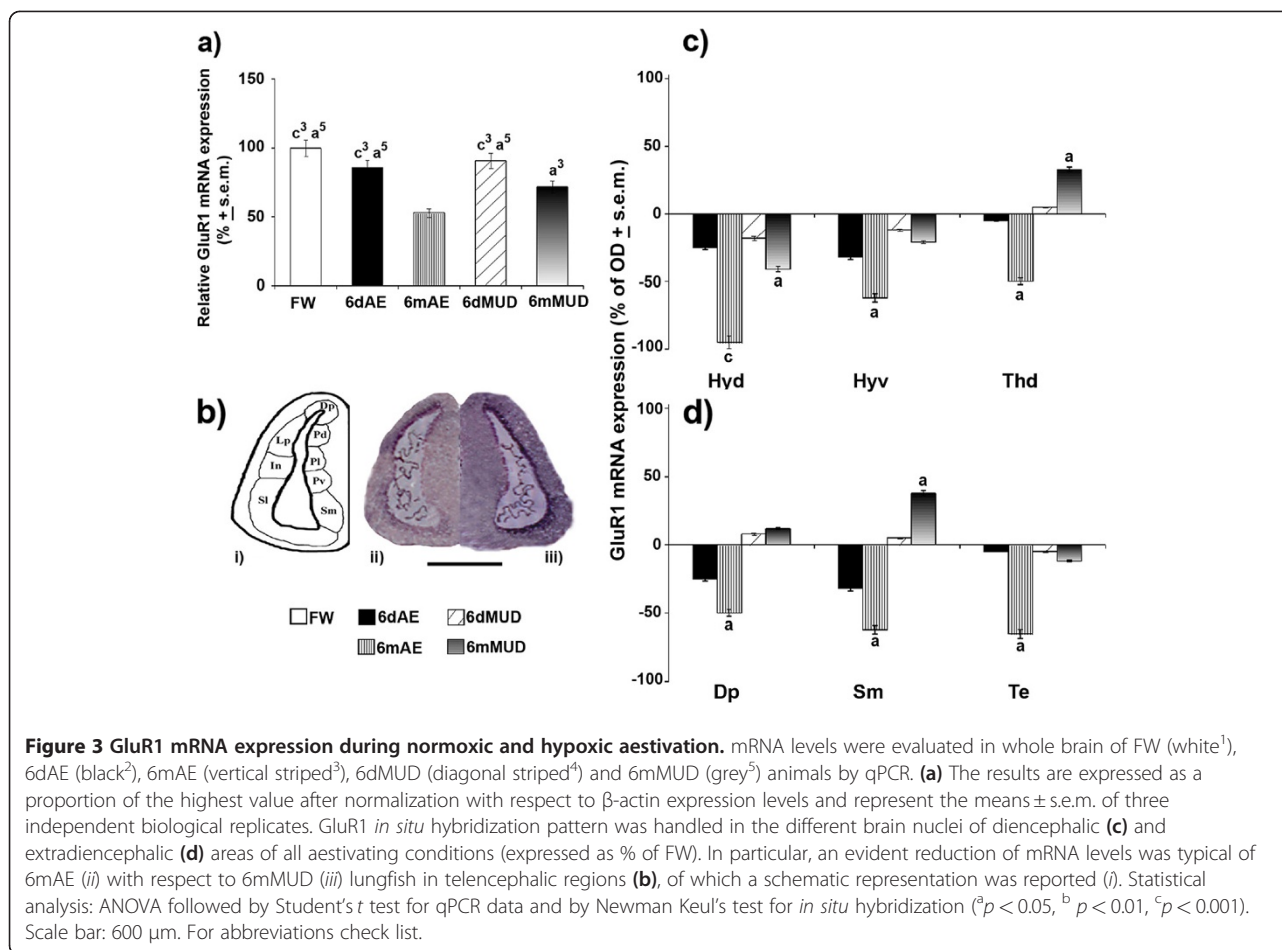 a)
150
100
50
0
Relative GluR1 mRNA expression
(% ± s.e.m.)
c³ a⁵
c³ a⁵
c³ a⁵
a³
FW 6dAE 6mAE 6dMUD 6mMUD
b)
Dp
Lp
Pd
In
Pl
Pv
Sl
Sm
i) ii) iii)
FW 6dAE 6dMUD
6mAE 6mMUD
c)
GluR1 mRNA expression (% of OD ± s.e.m.)
100
50
0
-50
-100
c
a
a
a
a
Hyd Hyv Thd
d)
100
50
0
-50
-100
a
a
a
a
Dp Sm Te
Figure 3 GluR1 mRNA expression during normoxic and hypoxic aestivation. mRNA levels were evaluated in whole brain of FW (white¹),
6dAE (black²), 6mAE (vertical striped³), 6dMUD (diagonal striped⁴) and 6mMUD (grey⁵) animals by qPCR. (a) The results are expressed as a
proportion of the highest value after normalization with respect to β-actin expression levels and represent the means ± s.e.m. of three
independent biological replicates. GluR1 in situ hybridization pattern was handled in the different brain nuclei of diencephalic (c) and
extradiencephalic (d) areas of all aestivating conditions (expressed as % of FW). In particular, an evident reduction of mRNA levels was typical of
6mAE (ii) with respect to 6mMUD (iii) lungfish in telencephalic regions (b), of which a schematic representation was reported (i). Statistical
analysis: ANOVA followed by Student's t test for qPCR data and by Newman Keul's test for in situ hybridization (ᵃp < 0.05, ᵇ p < 0.01, ᶜp < 0.001).
Scale bar: 600 μm. For abbreviations check list.